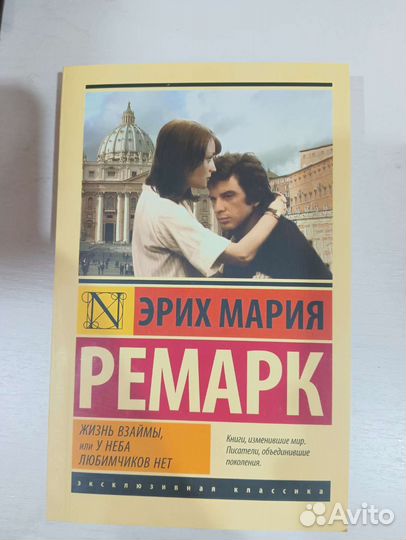 N
ЭРИХ МАРИЯ
РЕМАРК
ЖИЗНЬ ВЗАЙМЫ,
или У НЕБА
ЛЮБИМЧИКОВ НЕТ
Книги, изменившие мир.
Писатели, объединившие
поколения.
эксклюзивная классика
Avito